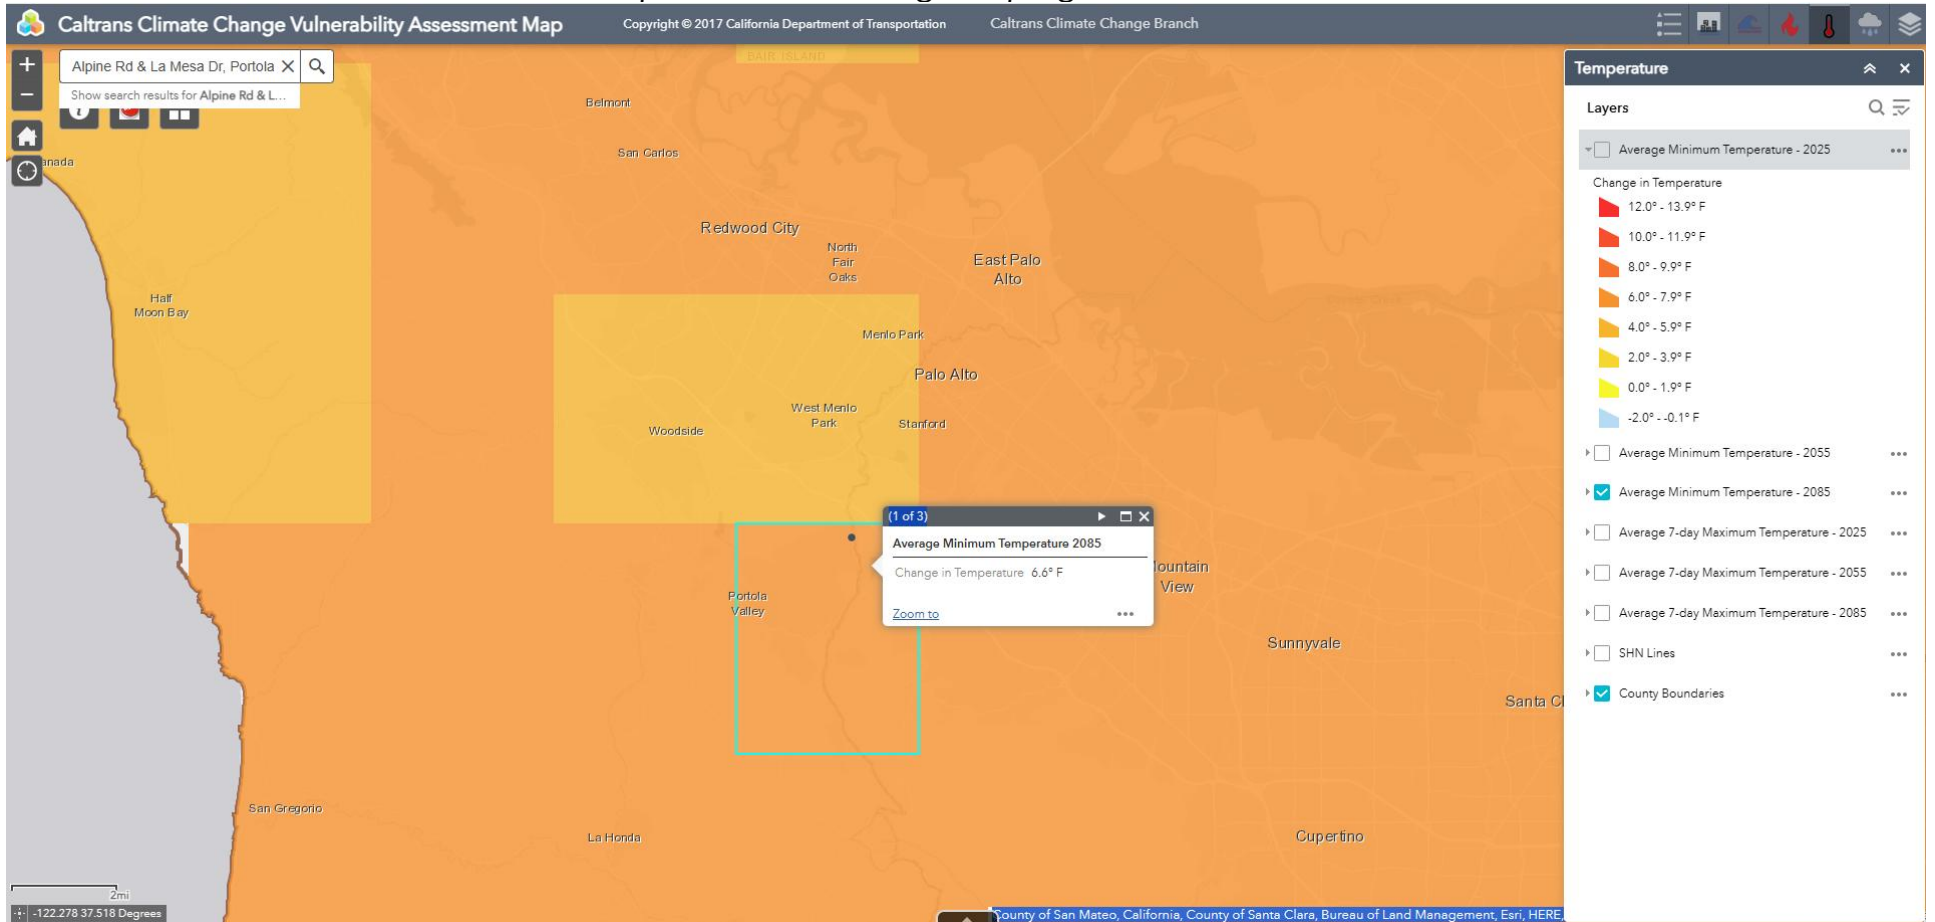 Caltrans Climate Change Vulnerability Assessment Map
Copyright © 2017 California Department of Transportation
Caltrans Climate Change Branch
Alpine Rd & La Mesa Dr, Portola
Show search results for Alpine Rd & L...
BAIR ISLAND
Belmont
San Carlos
anada
Redwood City
North
Fair
Oaks
East Palo
Alto
Half
Moon Bay
Menlo Park
Palo Alto
West Menlo
Park
Stanford
Woodside
(1 of 3)
Average Minimum Temperature 2085
Change in Temperature 6.6° F
Zoom to
Mountain
View
Portola
Valley
Sunnyvale
Santa Cl
San Gregorio
La Honda
Cupertino
2mi
-122.278 37.518 Degrees
County of San Mateo, California, County of Santa Clara, Bureau of Land Management, Esri, HERE,
Temperature
Layers
Average Minimum Temperature - 2025
Change in Temperature
12.0° - 13.9° F
10.0° - 11.9° F
8.0° - 9.9° F
6.0° - 7.9° F
4.0° - 5.9° F
2.0° - 3.9° F
0.0° - 1.9° F
-2.0° - -0.1° F
Average Minimum Temperature - 2055
Average Minimum Temperature - 2085
Average 7-day Maximum Temperature - 2025
Average 7-day Maximum Temperature - 2055
Average 7-day Maximum Temperature - 2085
SHN Lines
County Boundaries